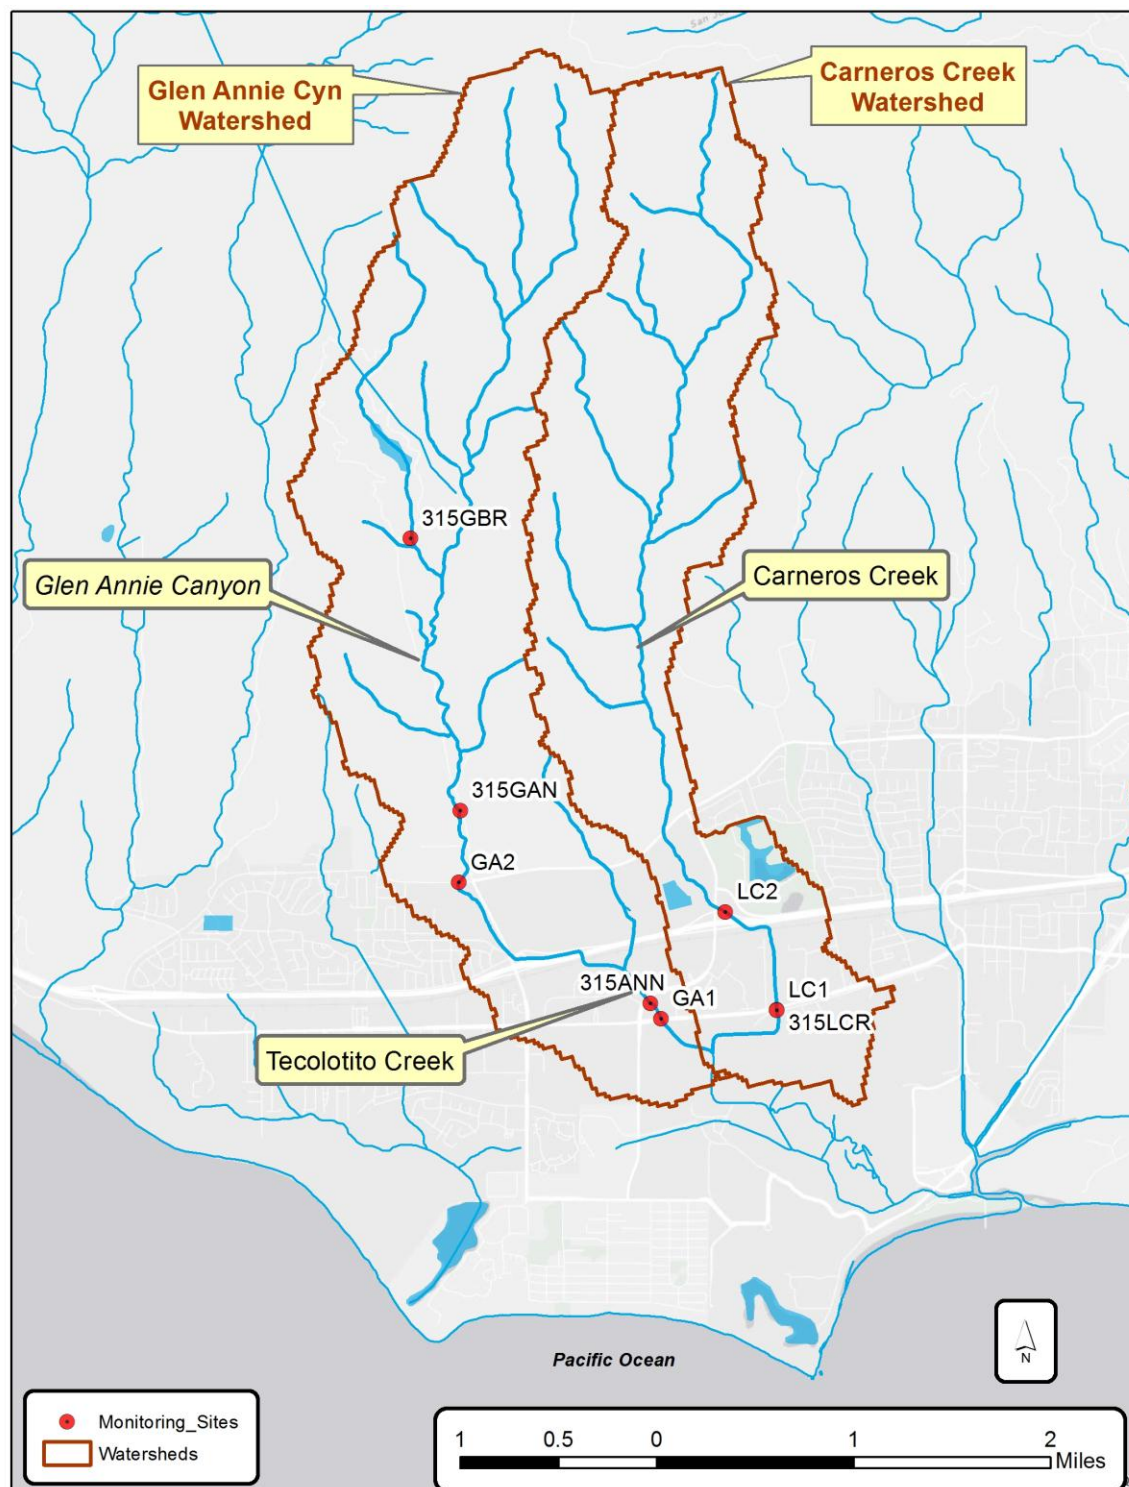 Glen Annie Cyn
Watershed
Carneros Creek
Watershed
315GBR
Glen Annie Canyon
Carneros Creek
315GAN
GA2
LC2
315ANN
GA1
LC1
315LCR
Tecolotito Creek
Pacific Ocean
N
Monitoring_Sites
Watersheds
1 0.5 0 1 2
Miles